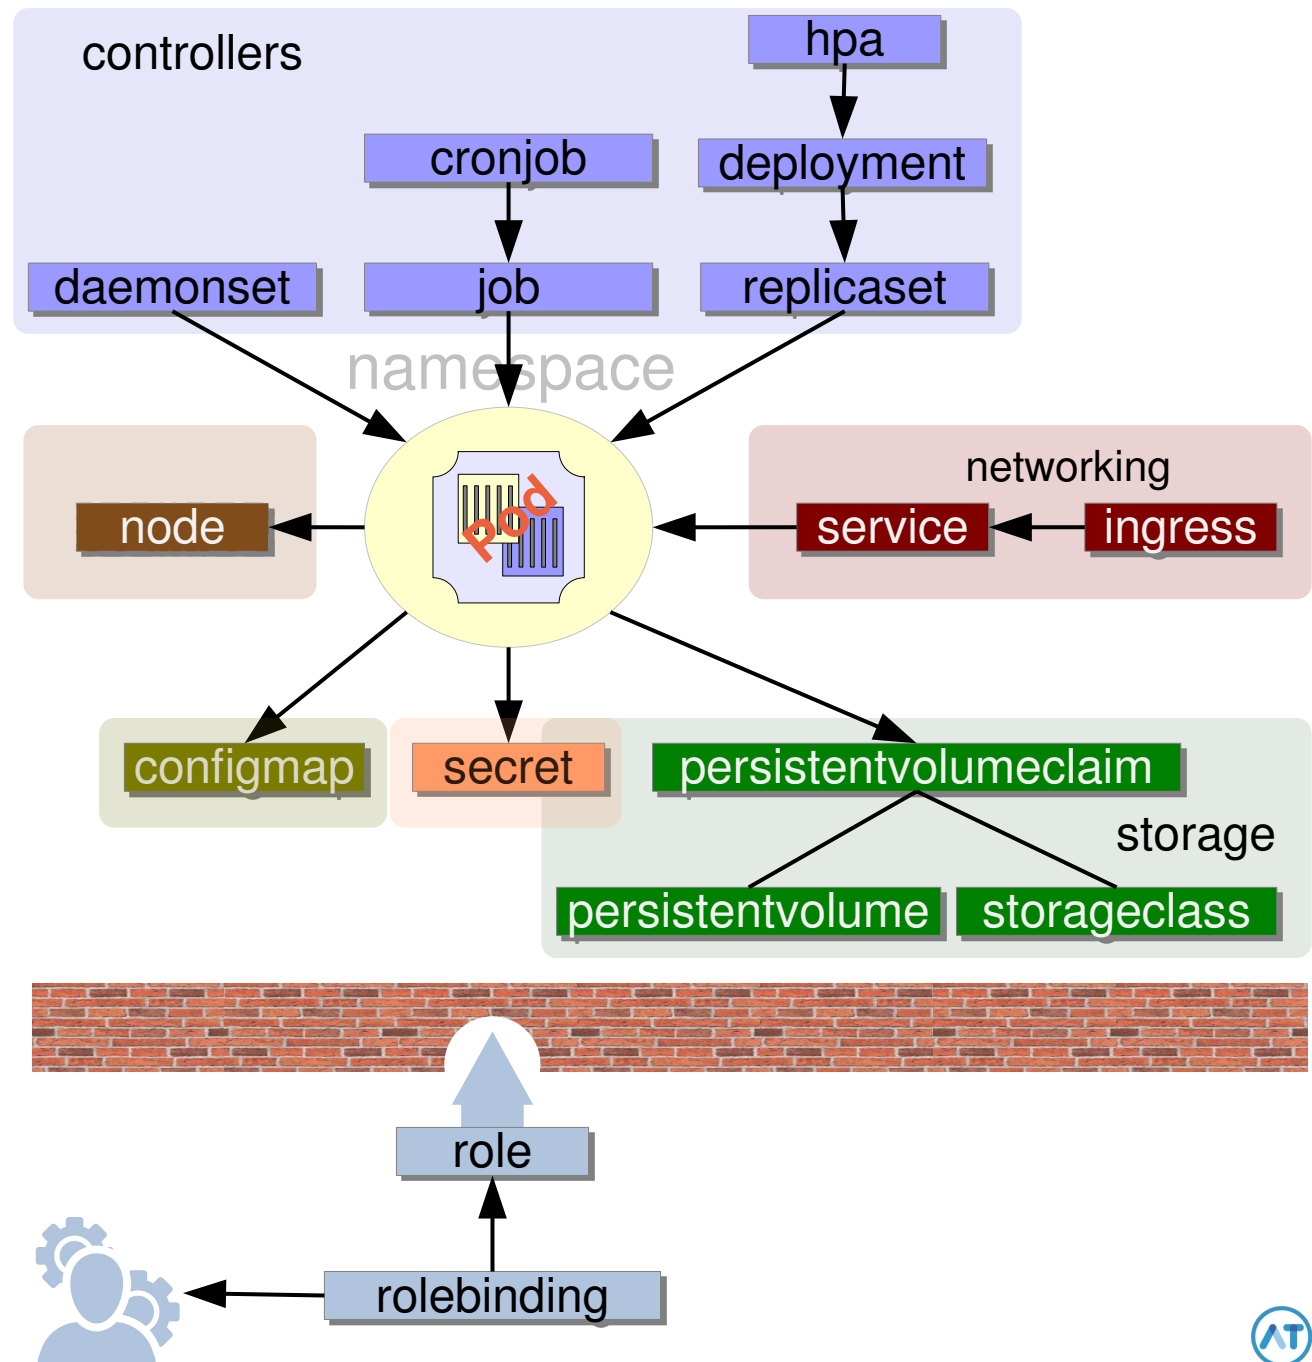 controllers
hpa
cronjob
deployment
daemonset
job
replicaset
namespace
Pod
networking
node
service
ingress
configmap
secret
persistentvolumeclaim
storage
persistentvolume
storageclass
role
rolebinding
AT